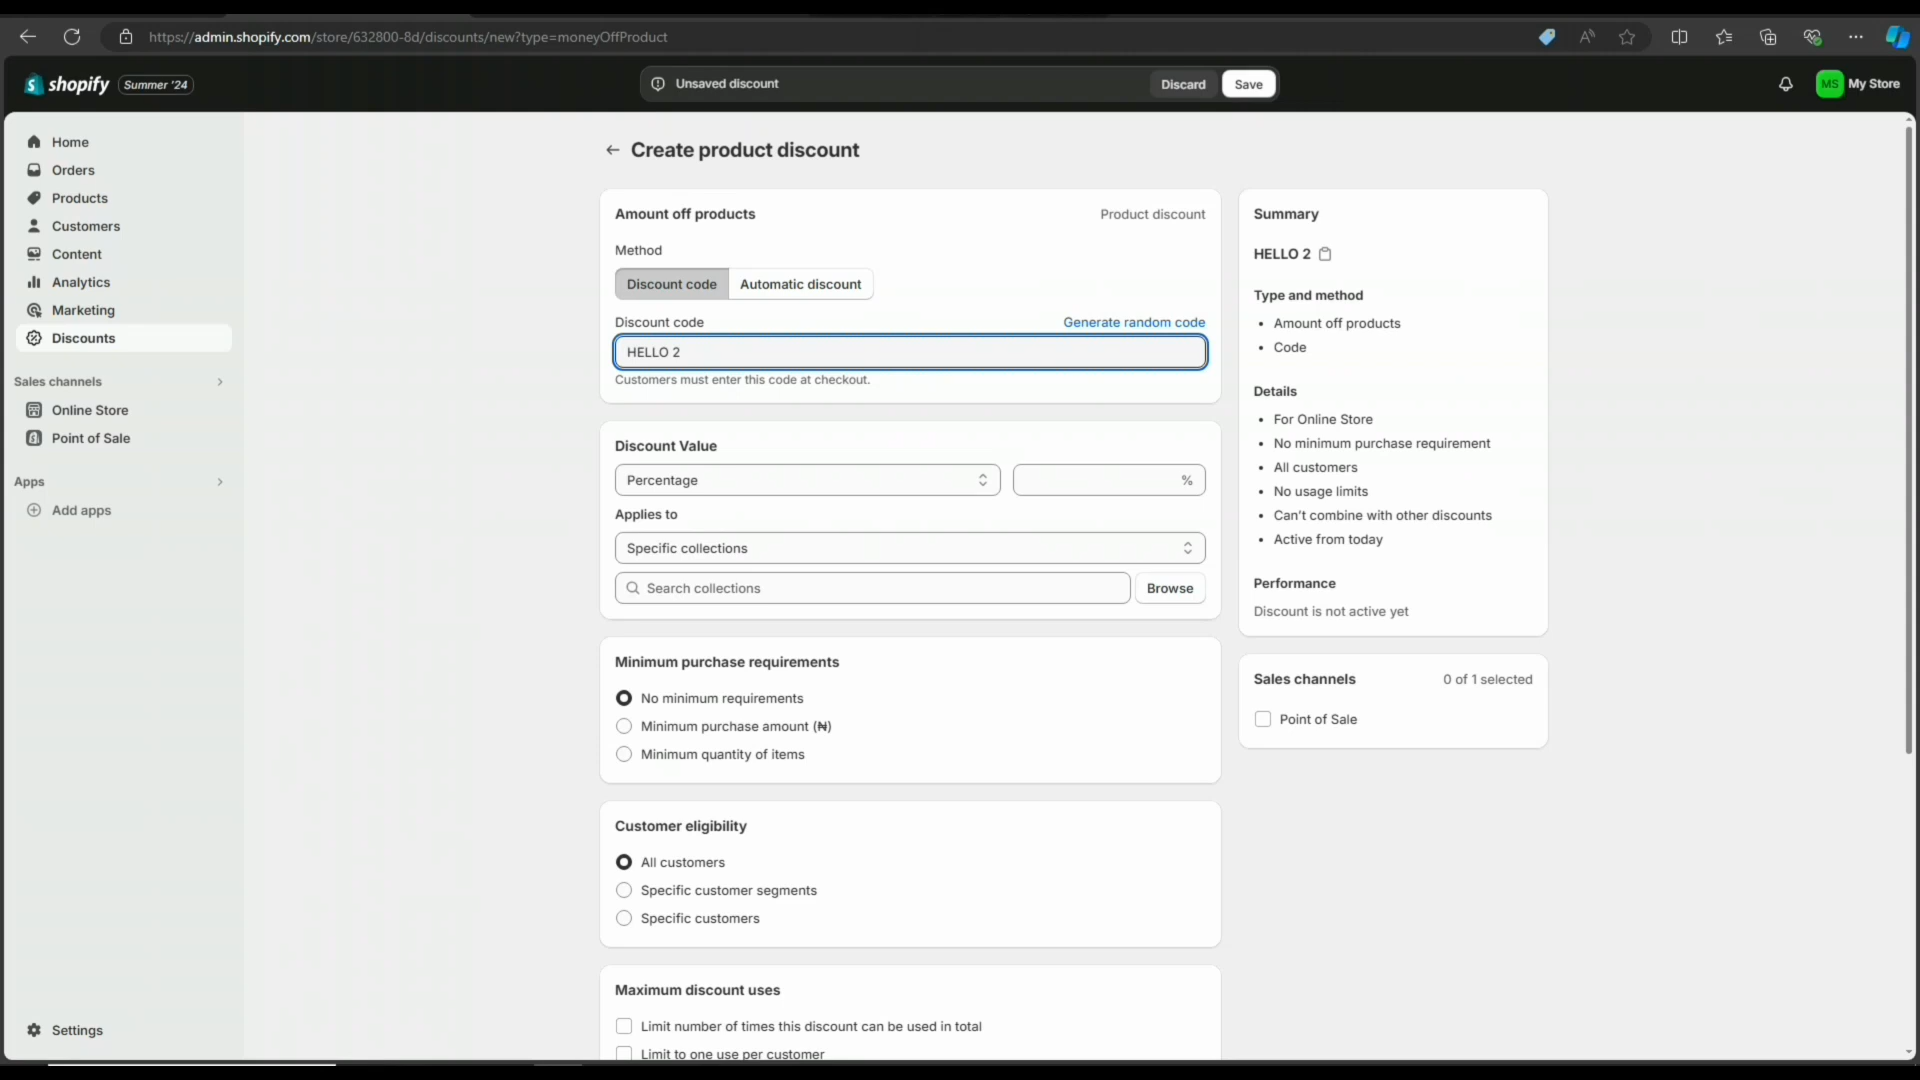 https://admin.shopify.com/store/632800-8d/discounts/new?type=moneyOffProduct
shopify Summer '24
Unsaved discount
Discard
Save
MS
My Store
Home
Orders
Products
Customers
Content
Analytics
Marketing
Discounts
Sales channels
Online Store
Point of Sale
Apps
Add apps
Settings
Create product discount
Amount off products
Product discount
Method
Discount code
Automatic discount
Discount code
Generate random code
HELLO 2
Customers must enter this code at checkout.
Discount Value
Percentage
%
Applies to
Specific collections
Search collections
Browse
Minimum purchase requirements
No minimum requirements
Minimum purchase amount (₦)
Minimum quantity of items
Customer eligibility
All customers
Specific customer segments
Specific customers
Maximum discount uses
Limit number of times this discount can be used in total
Limit to one use per customer
Summary
HELLO 2
Type and method
• Amount off products
• Code
Details
• For Online Store
• No minimum purchase requirement
• All customers
• No usage limits
• Can't combine with other discounts
• Active from today
Performance
Discount is not active yet
Sales channels
0 of 1 selected
Point of Sale